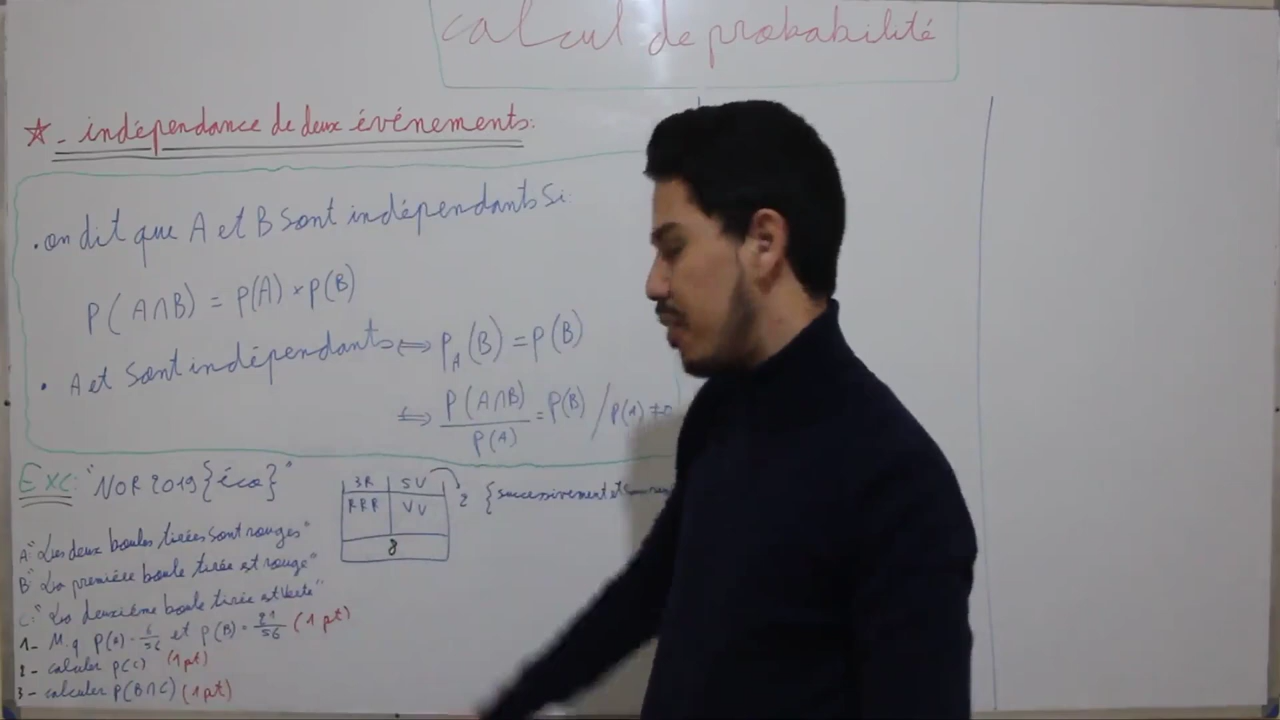 calcul de probabilité
★ - indépendance de deux événements:
. on dit que A et B sont indépendants si:
P(A∩B) = P(A) × P(B)
. A et sont indépendants ⇔ P_A(B) = P(B)
⇔ P(A∩B) / P(A) = P(B) / P(A) ≠ 0
Exc: "NOR 2019 {éco}"
3R | 5V
RRR | VV
8
2 {successivement et
A: "Les deux boules tirées sont rouges"
B: "La première boule tirée est rouge"
C: "La deuxième boule tirée est verte"
1- M.q P(A) = 6/56 et P(B) = 21/56 (1 pt)
2 - calculer P(C) (1 pt)
3 - calculer P(B∩C) (1 pt)